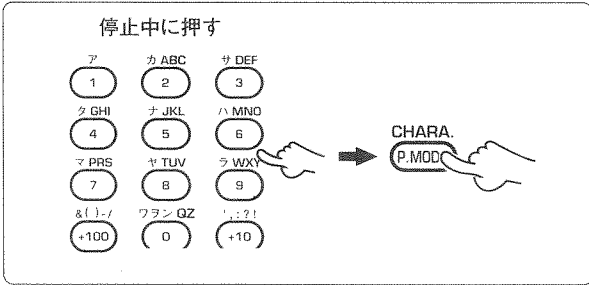 停止中に押す
ア カ ABC サ DEF
1 2 3
タ GHI ナ JKL ハ MNO
4 5 6
マ PRS ヤ TUV ラ WXY
7 8 9
&( )-/ ワヲン QZ ',:?!
+100 0 +10
CHARA.
P.MOD